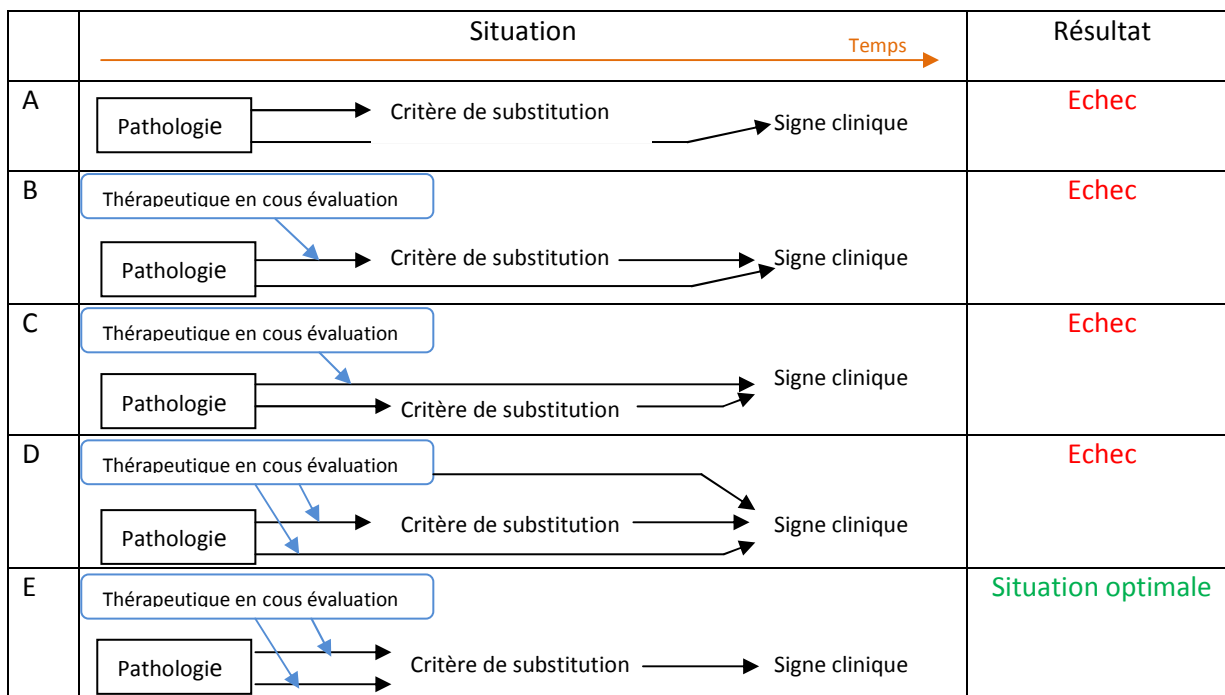 Situation
Résultat
Temps
A
Pathologie
Critère de substitution
Signe clinique
Echec
B
Thérapeutique en cous évaluation
Pathologie
Critère de substitution
Signe clinique
Echec
C
Thérapeutique en cous évaluation
Pathologie
Critère de substitution
Signe clinique
Echec
D
Thérapeutique en cous évaluation
Pathologie
Critère de substitution
Signe clinique
Echec
E
Thérapeutique en cous évaluation
Pathologie
Critère de substitution
Signe clinique
Situation optimale